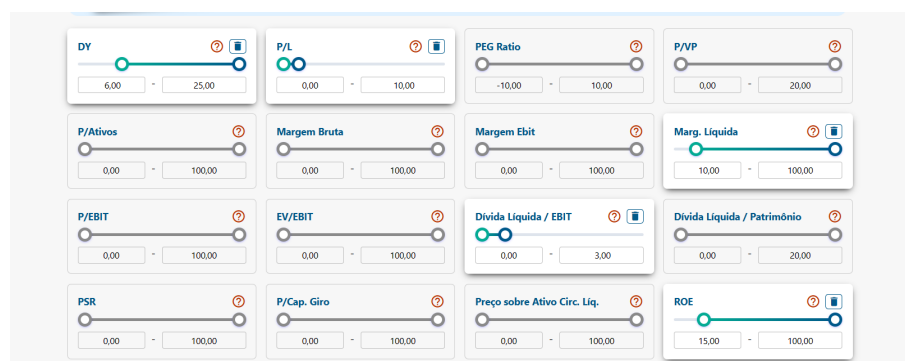 DY
P/L
PEG Ratio
P/VP
6,00 - 25,00
0,00 - 10,00
-10,00 - 10,00
0,00 - 20,00
P/Ativos
Margem Bruta
Margem Ebit
Marg. Líquida
0,00 - 100,00
0,00 - 100,00
0,00 - 100,00
10,00 - 100,00
P/EBIT
EV/EBIT
Dívida Líquida / EBIT
Dívida Líquida / Patrimônio
0,00 - 100,00
0,00 - 100,00
0,00 - 3,00
0,00 - 20,00
PSR
P/Cap. Giro
Preço sobre Ativo Circ. Líq.
ROE
0,00 - 100,00
0,00 - 100,00
0,00 - 100,00
15,00 - 100,00